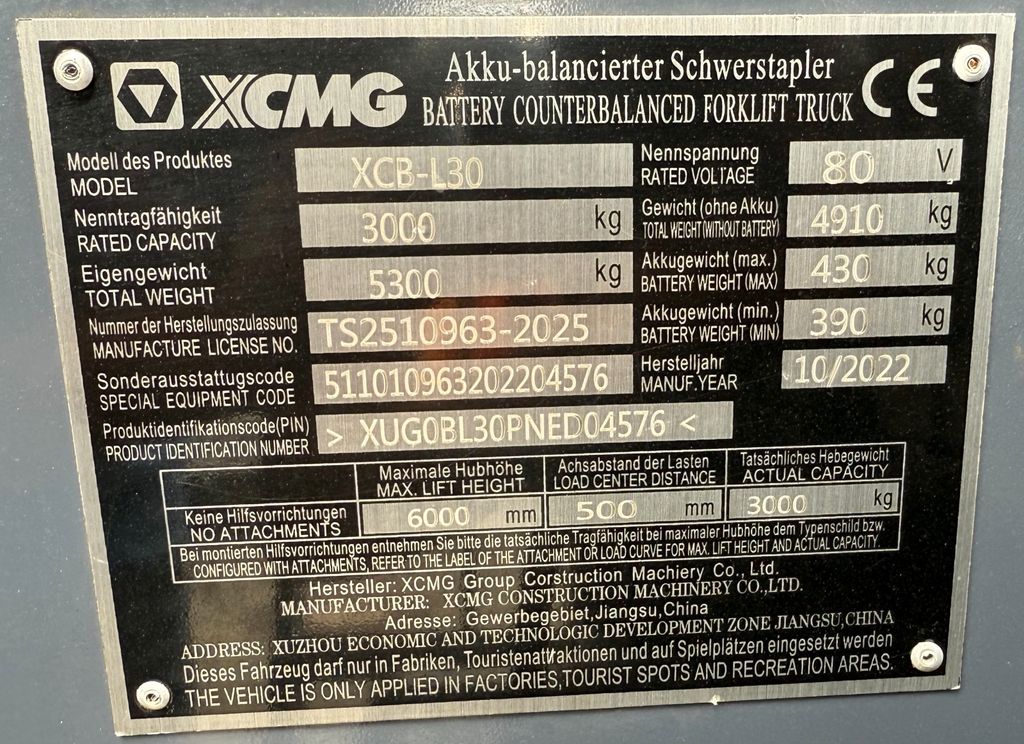 XCMG
Akku-balancierter Schwerstapler
BATTERY COUNTERBALANCED FORKLIFT TRUCK
CE
Modell des Produktes
MODEL
XCB-L30
Nennspannung
RATED VOLTAGE
80 V
Nenntragfähigkeit
RATED CAPACITY
3000 kg
Gewicht (ohne Akku)
TOTAL WEIGHT(WITHOUT BATTERY)
4910 kg
Eigengewicht
TOTAL WEIGHT
5300 kg
Akkugewicht (max.)
BATTERY WEIGHT (MAX)
430 kg
Nummer der Herstellungszulassung
MANUFACTURE LICENSE NO.
TS2510963-2025
Akkugewicht (min.)
BATTERY WEIGHT (MIN)
390 kg
Sonderausstattugscode
SPECIAL EQUIPMENT CODE
511010963202204576
Herstelljahr
MANUF.YEAR
10/2022
Produktidentifikationscode(PIN)
PRODUCT IDENTIFICATION NUMBER
> XUG0BL30PNED04576 <
Maximale Hubhöhe
MAX. LIFT HEIGHT
Achsabstand der Lasten
LOAD CENTER DISTANCE
Tatsächliches Hebegewicht
ACTUAL CAPACITY
Keine Hilfsvorrichtungen
NO ATTACHMENTS
6000 mm
500 mm
3000 kg
Bei montierten Hilfsvorrichtungen entnehmen Sie bitte die tatsächliche Tragfähigkeit bei maximaler Hubhöhe dem Typenschild bzw.
CONFIGURED WITH ATTACHMENTS, REFER TO THE LABEL OF THE ATTACHMENT OR LOAD CURVE FOR MAX. LIFT HEIGHT AND ACTUAL CAPACITY.
Hersteller: XCMG Group Construction Machiery Co., Ltd.
MANUFACTURER: XCMG CONSTRUCTION MACHINERY CO.,LTD.
Adresse: Gewerbegebiet,Jiangsu,China
ADDRESS: XUZHOU ECONOMIC AND TECHNOLOGIC DEVELOPMENT ZONE JIANGSU,CHINA
Dieses Fahrzeug darf nur in Fabriken, Touristenattraktionen und auf Spielplätzen eingesetzt werden
THE VEHICLE IS ONLY APPLIED IN FACTORIES,TOURIST SPOTS AND RECREATION AREAS.